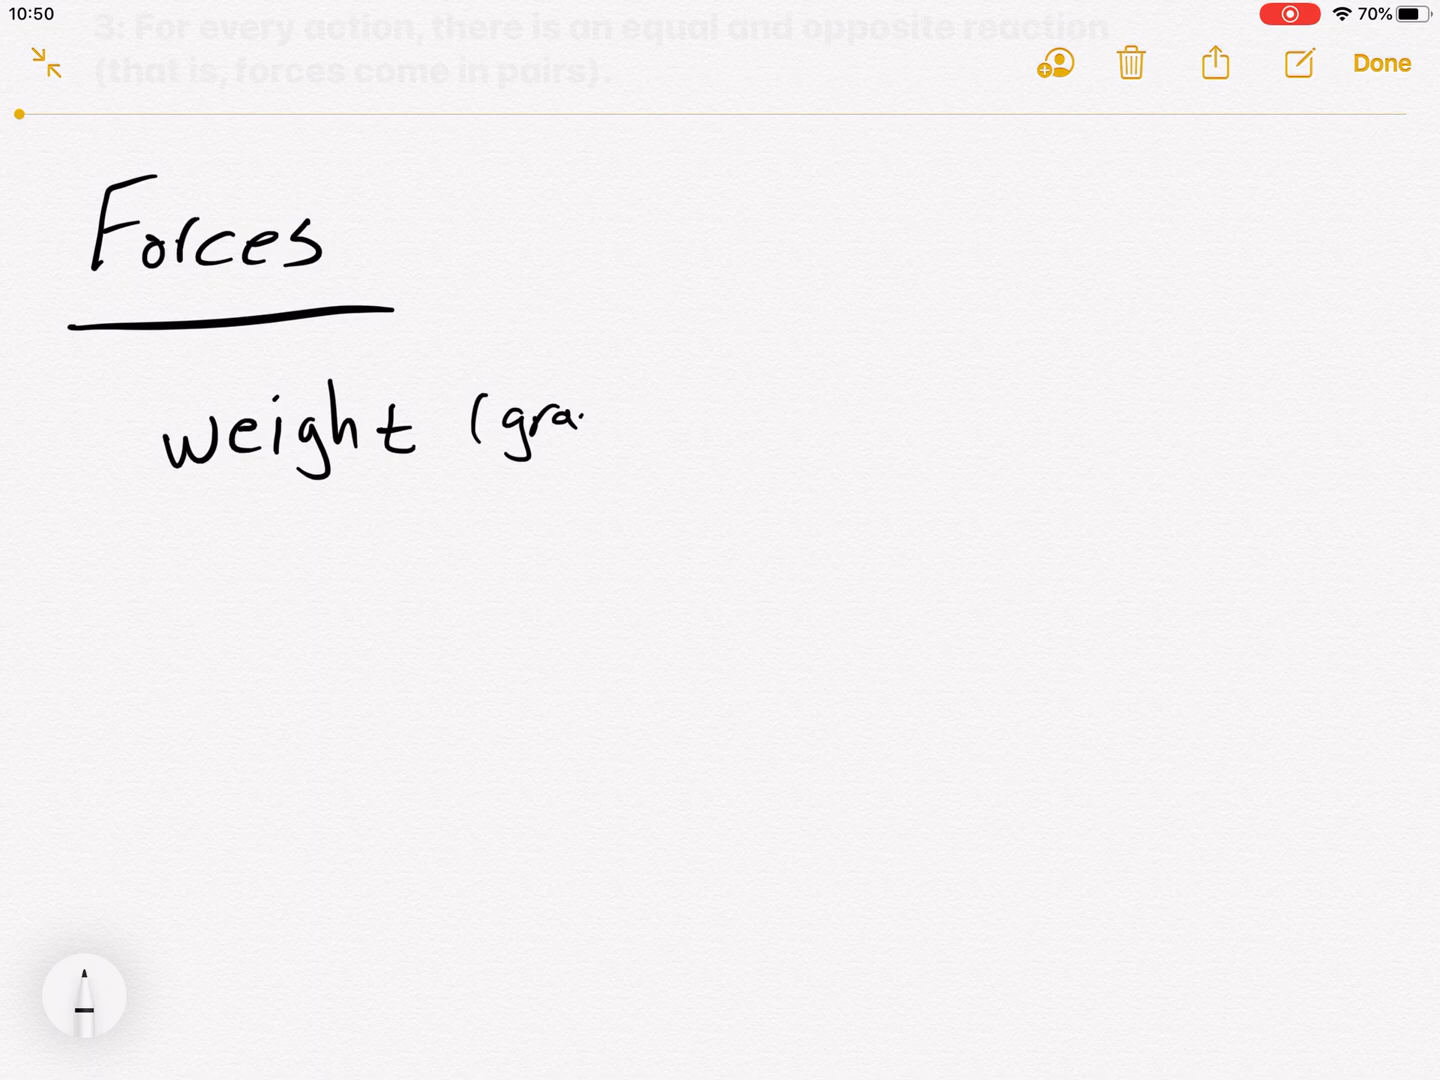 10:50
70%
3: For every action, there is an equal and opposite reaction
(that is, forces come in pairs).
Done
Forces
weight (gra